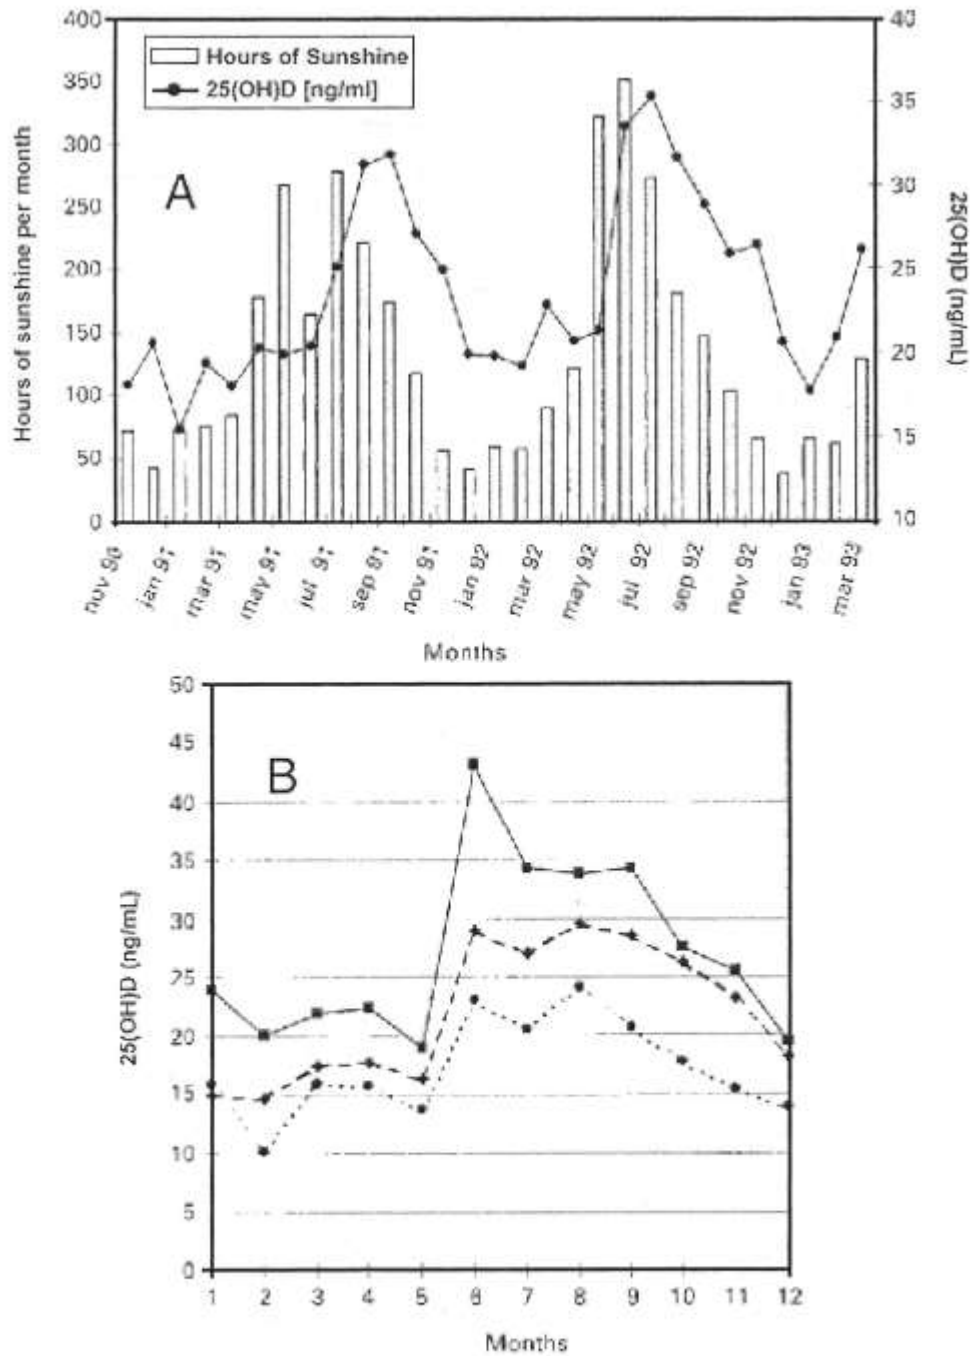 400
350
300
250
200
150
100
50
0
Hours of sunshine per month
Hours of Sunshine
25(OH)D [ng/ml]
A
40
35
30
25
20
15
10
25(OH)D (ng/mL)
nov 90
jan 91
mar 91
may 91
jul 91
sep 91
nov 91
jan 92
mar 92
may 92
jul 92
sep 92
nov 92
jan 93
mar 93
Months
50
45
40
35
30
25
20
15
10
5
0
25(OH)D (ng/mL)
B
1 2 3 4 5 6 7 8 9 10 11 12
Months